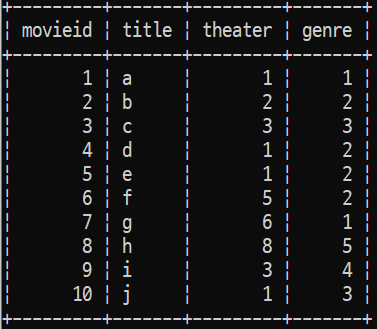 +---------+-------+---------+-------+
| movieid | title | theater | genre |
+---------+-------+---------+-------+
|       1 | a     |       1 |     1 |
|       2 | b     |       2 |     2 |
|       3 | c     |       3 |     3 |
|       4 | d     |       1 |     2 |
|       5 | e     |       1 |     2 |
|       6 | f     |       5 |     2 |
|       7 | g     |       6 |     1 |
|       8 | h     |       8 |     5 |
|       9 | i     |       3 |     4 |
|      10 | j     |       1 |     3 |
+---------+-------+---------+-------+